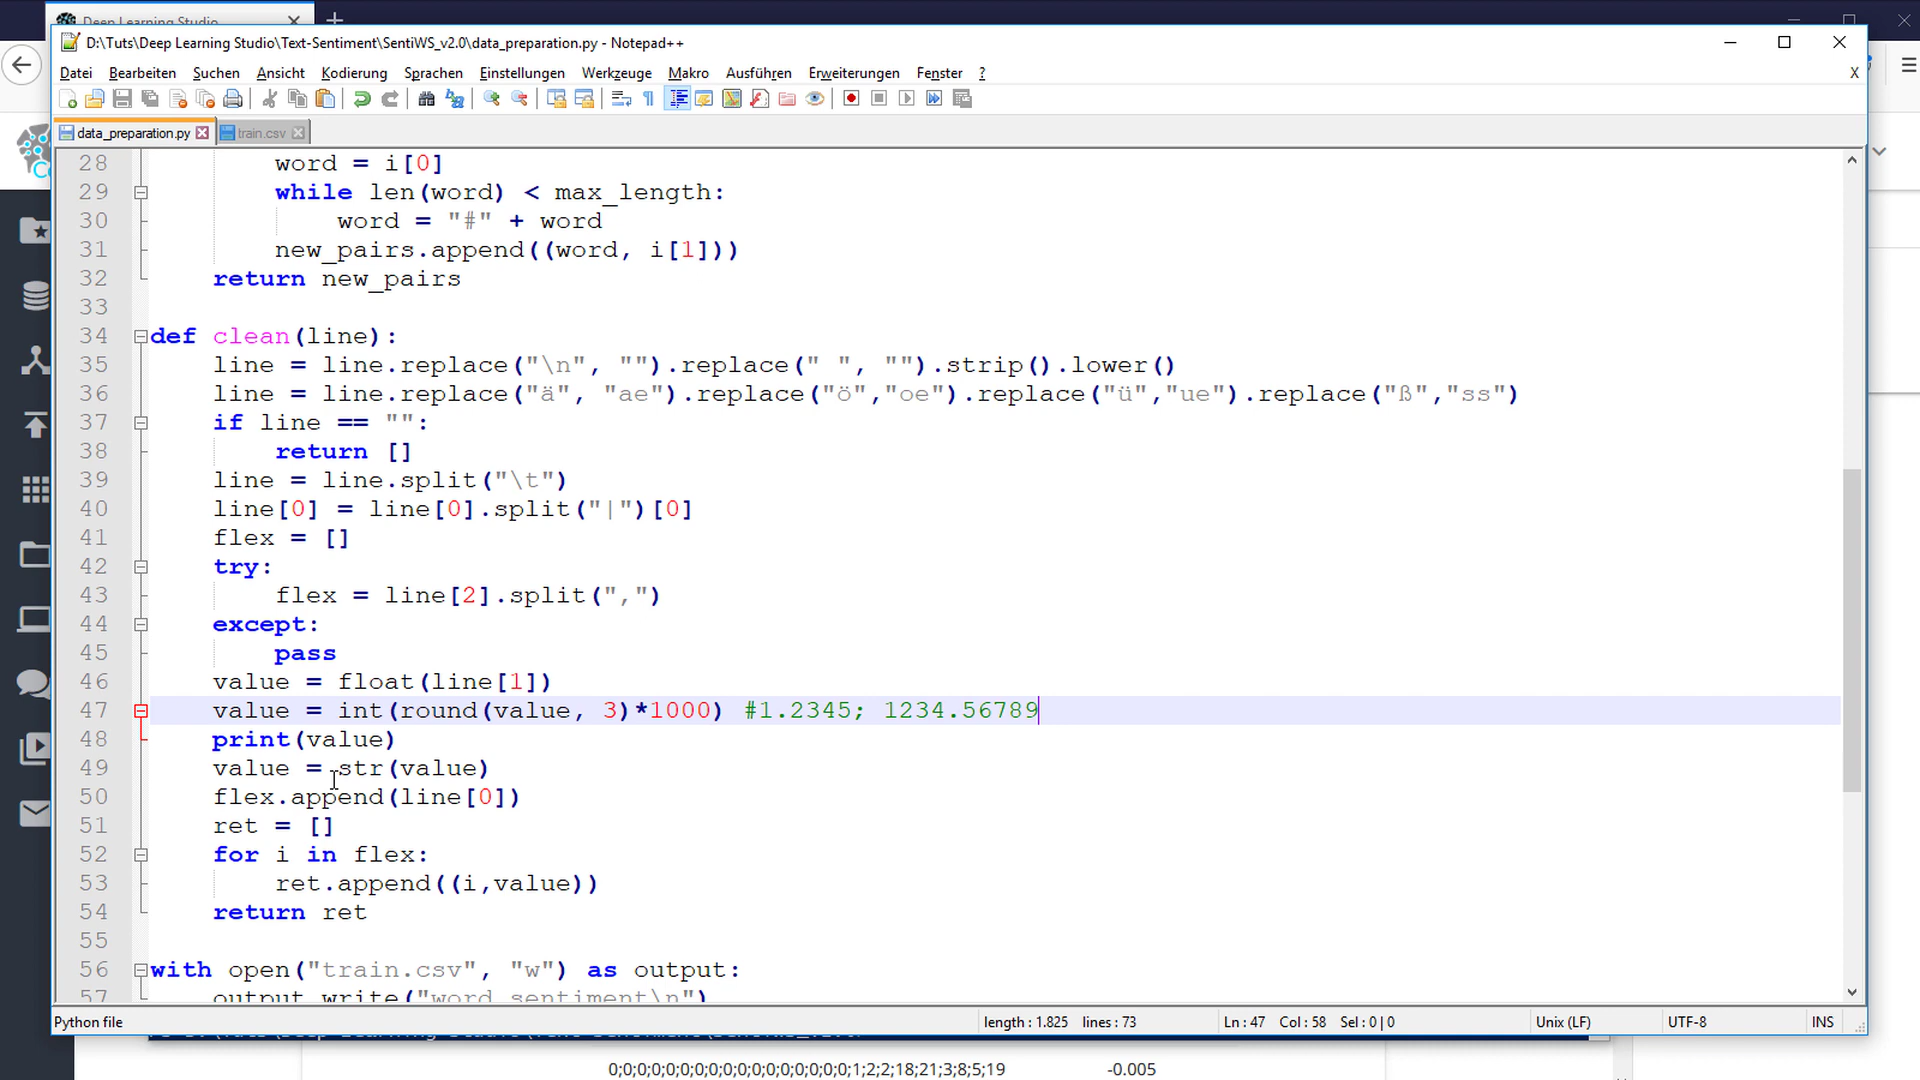 Deep Learning Studio
D:\Tuts\Deep Learning Studio\Text-Sentiment\SentiWS_v2.0\data_preparation.py - Notepad++
Datei Bearbeiten Suchen Ansicht Kodierung Sprachen Einstellungen Werkzeuge Makro Ausführen Erweiterungen Fenster ? X
data_preparation.py train.csv
28 word = i[0]
29 while len(word) < max_length:
30 word = "#" + word
31 new_pairs.append((word, i[1]))
32 return new_pairs
33
34 def clean(line):
35 line = line.replace("\n", "").replace(" ", "").strip().lower()
36 line = line.replace("ä", "ae").replace("ö","oe").replace("ü","ue").replace("ß","ss")
37 if line == "":
38 return []
39 line = line.split("\t")
40 line[0] = line[0].split("|")[0]
41 flex = []
42 try:
43 flex = line[2].split(",")
44 except:
45 pass
46 value = float(line[1])
47 value = int(round(value, 3)*1000) #1.2345; 1234.56789
48 print(value)
49 value = str(value)
50 flex.append(line[0])
51 ret = []
52 for i in flex:
53 ret.append((i,value))
54 return ret
55
56 with open("train.csv", "w") as output:
57 output.write("word sentiment\n")
Python file length : 1.825 lines : 73 Ln : 47 Col : 58 Sel : 0 | 0 Unix (LF) UTF-8 INS
0;0;0;0;0;0;0;0;0;0;0;0;0;0;0;0;0;1;2;2;18;21;3;8;5;19 -0.005